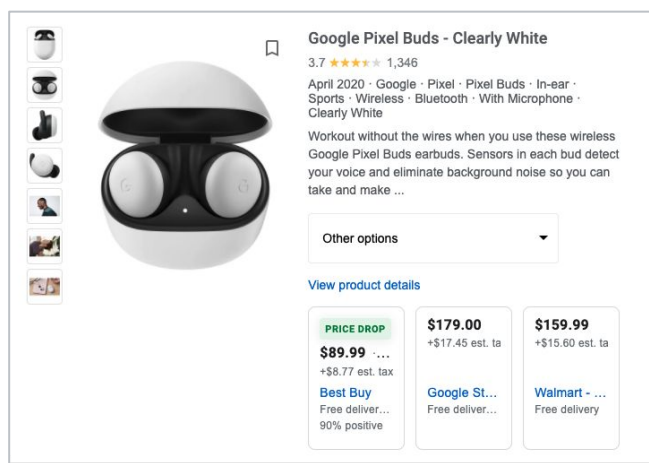 Google Pixel Buds - Clearly White
3.7 ★★★★★ 1,346
April 2020 · Google · Pixel · Pixel Buds · In-ear ·
Sports · Wireless · Bluetooth · With Microphone ·
Clearly White
Workout without the wires when you use these wireless
Google Pixel Buds earbuds. Sensors in each bud detect
your voice and eliminate background noise so you can
take and make ...
Other options
View product details
PRICE DROP
$89.99 ·...
+$8.77 est. tax
Best Buy
Free deliver...
90% positive
$179.00
+$17.45 est. ta
Google St...
Free deliver...
$159.99
+$15.60 est. ta
Walmart - ...
Free delivery